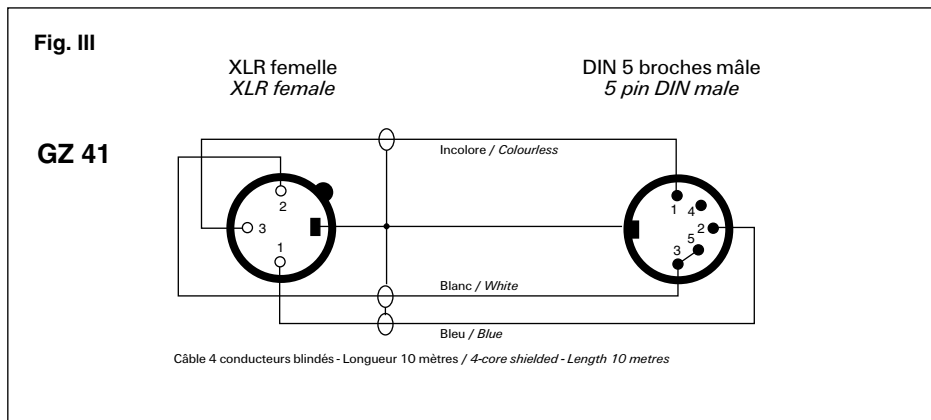 Fig. III
XLR femelle
XLR female
DIN 5 broches mâle
5 pin DIN male
GZ 41
Incolore / Colourless
2
3
1
1
4
2
5
3
Blanc / White
Bleu / Blue
Câble 4 conducteurs blindés - Longueur 10 mètres / 4-core shielded - Length 10 metres